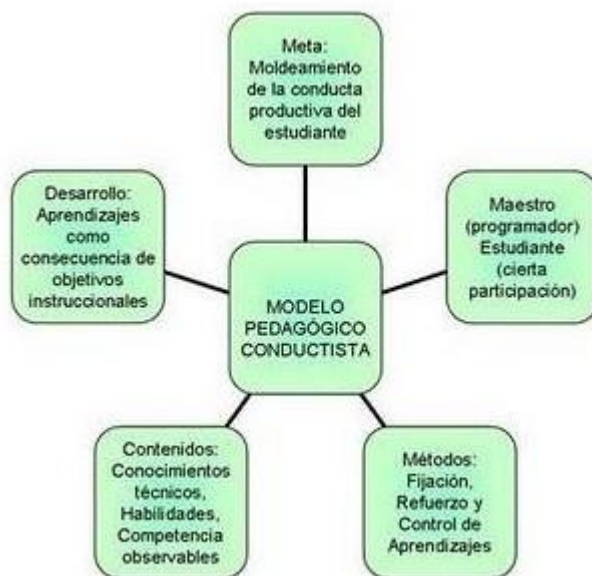 Meta:
Moldeamiento
de la conducta
productiva del
estudiante
Desarrollo:
Aprendizajes
como
consecuencia de
objetivos
instruccionales
Maestro
(programador)
Estudiante
(cierta
participación)
MODELO
PEDAGÓGICO
CONDUCTISTA
Contenidos:
Conocimientos
técnicos,
Habilidades,
Competencia
observables
Métodos:
Fijación,
Refuerzo y
Control de
Aprendizajes